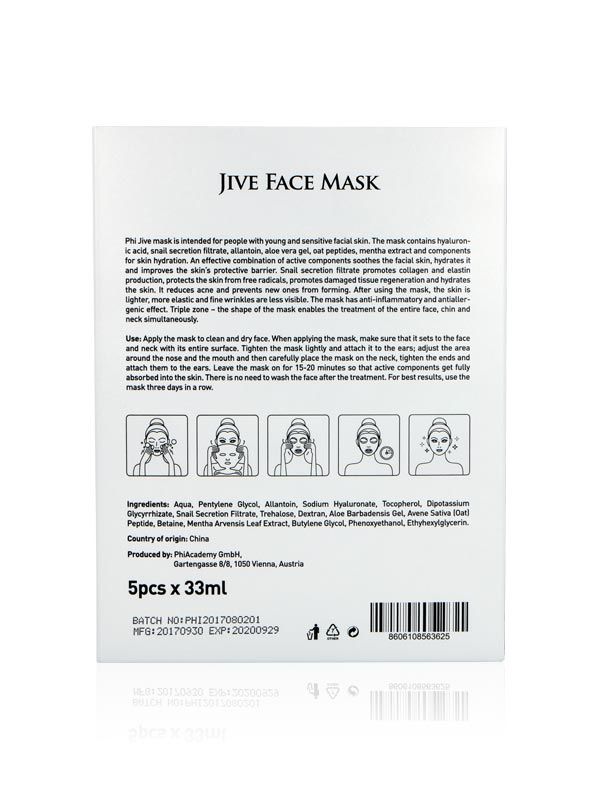 JIVE FACE MASK
Phi Jive mask is intended for people with young and sensitive facial skin. The mask contains hyaluron-
ic acid, snail secretion filtrate, allantoin, aloe vera gel, oat peptides, mentha extract and components
for skin hydration. An effective combination of active components soothes the facial skin, hydrates it
and improves the skin's protective barrier. Snail secretion filtrate promotes collagen and elastin
production, protects the skin from free radicals, promotes damaged tissue regeneration and hydrates
the skin. It reduces acne and prevents new ones from forming. After using the mask, the skin is
lighter, more elastic and fine wrinkles are less visible. The mask has anti-inflammatory and antialler-
genic effect. Triple zone – the shape of the mask enables the treatment of the entire face, chin and
neck simultaneously.
Use: Apply the mask to clean and dry face. When applying the mask, make sure that it sets to the face
and neck with its entire surface. Tighten the mask lightly and attach it to the ears; adjust the area
around the nose and the mouth and then carefully place the mask on the neck, tighten the ends and
attach them to the ears. Leave the mask on for 15-20 minutes so that active components get fully
absorbed into the skin. There is no need to wash the face after the treatment. For best results, use the
mask three days in a row.
Ingredients: Aqua, Pentylene Glycol, Allantoin, Sodium Hyaluronate, Tocopherol, Dipotassium
Glycyrrhizate, Snail Secretion Filtrate, Trehalose, Dextran, Aloe Barbadensis Gel, Avene Sativa (Oat)
Peptide, Betaine, Mentha Arvensis Leaf Extract, Butylene Glycol, Phenoxyethanol, Ethyhexylglycerin.
Country of origin: China
Produced by: PhiAcademy GmbH,
Gartengasse 8/8, 1050 Vienna, Austria
5pcs x 33ml
BATCH NO:PHI2017080201
MFG:20170930 EXP:20200929
OTHER
8606108563625